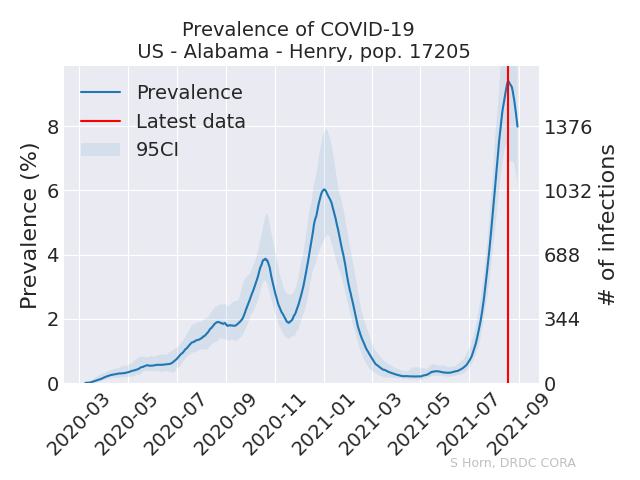 Prevalence of COVID-19
US - Alabama - Henry, pop. 17205
Prevalence
Latest data
95CI
Prevalence (%)
8
6
4
2
0
1376
1032
688
344
0
# of infections
2020-03
2020-05
2020-07
2020-09
2020-11
2021-01
2021-03
2021-05
2021-07
2021-09
S Horn, DRDC CORA